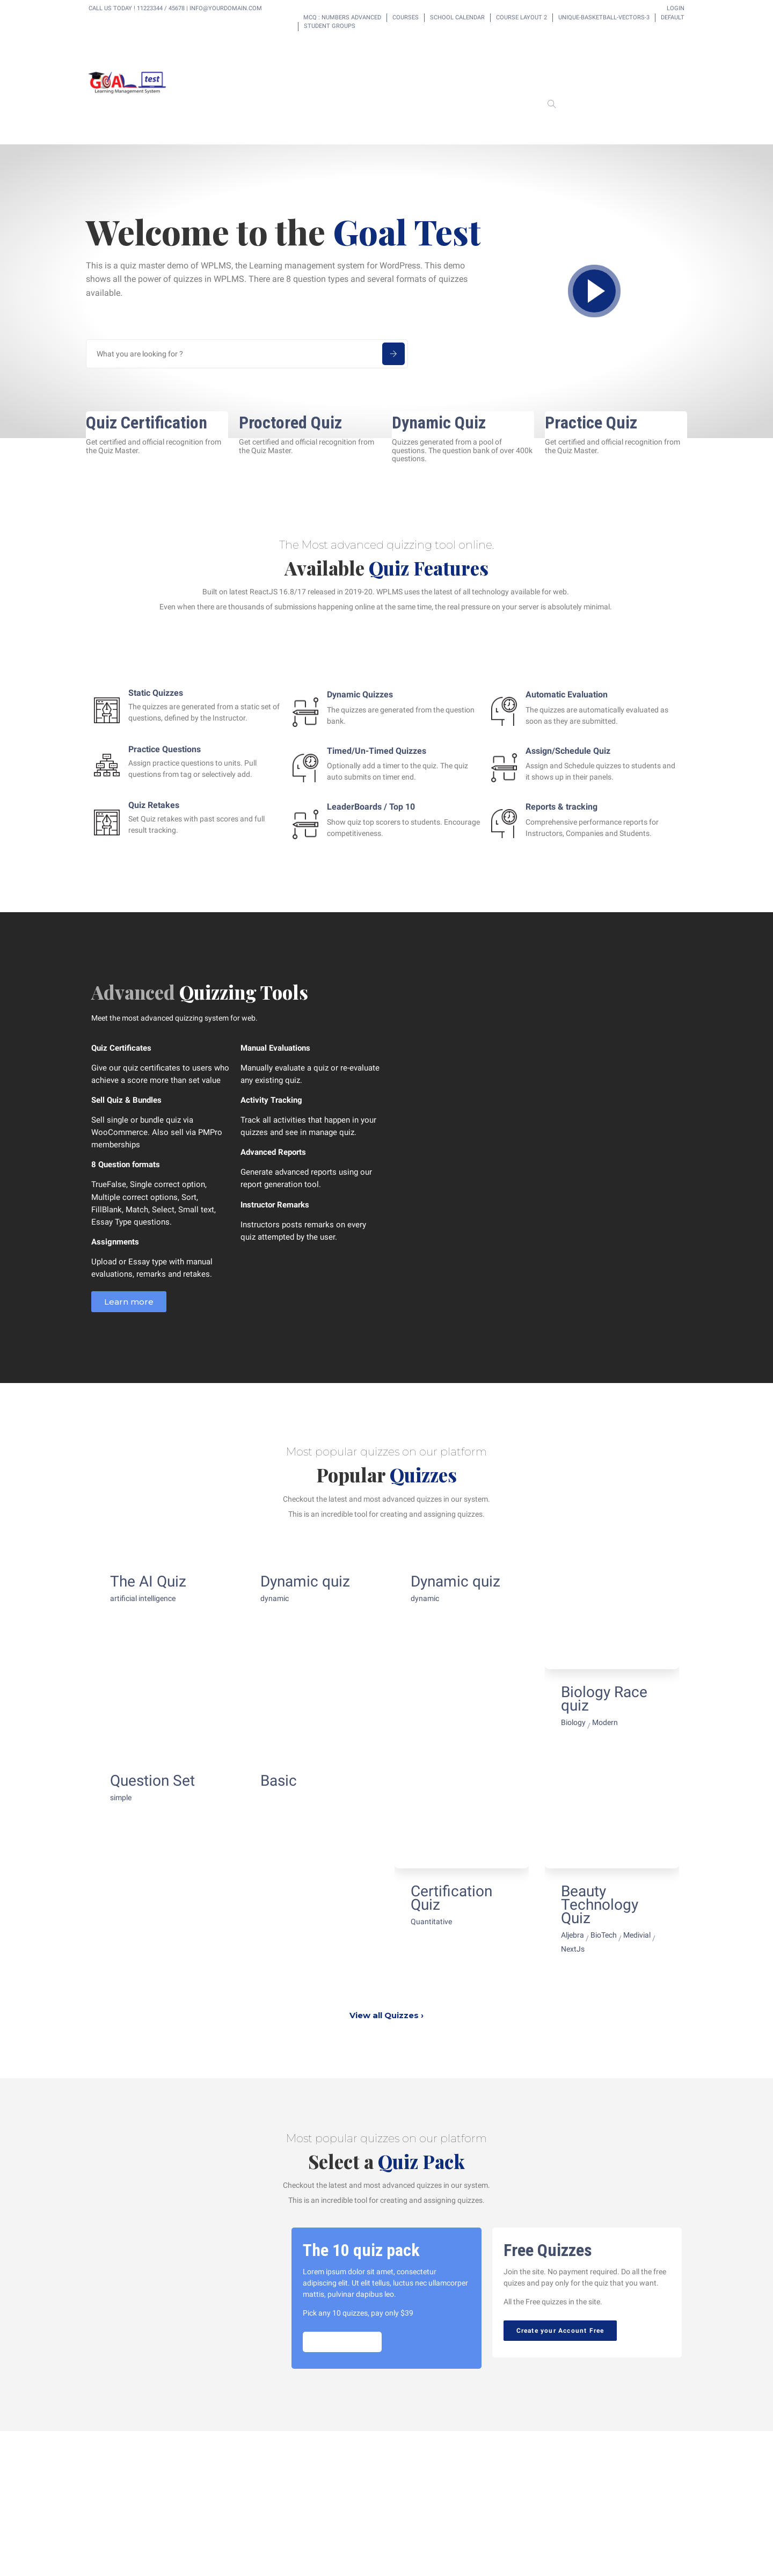 CALL US TODAY ! 11223344 / 45678 | INFO@YOURDOMAIN.COM
LOGIN
MCQ : NUMBERS ADVANCED
COURSES
SCHOOL CALENDAR
COURSE LAYOUT 2
UNIQUE-BASKETBALL-VECTORS-3
DEFAULT
STUDENT GROUPS
GOAL test
Learning Management System
Welcome to the Goal Test
This is a quiz master demo of WPLMS, the Learning management system for WordPress. This demo
shows all the power of quizzes in WPLMS. There are 8 question types and several formats of quizzes
available.
What you are looking for ?
Quiz Certification
Get certified and official recognition from
the Quiz Master.
Proctored Quiz
Get certified and official recognition from
the Quiz Master.
Dynamic Quiz
Quizzes generated from a pool of
questions. The question bank of over 400k
questions.
Practice Quiz
Get certified and official recognition from
the Quiz Master.
The Most advanced quizzing tool online.
Available Quiz Features
Built on latest ReactJS 16.8/17 released in 2019-20. WPLMS uses the latest of all technology available for web.
Even when there are thousands of submissions happening online at the same time, the real pressure on your server is absolutely minimal.
Static Quizzes
The quizzes are generated from a static set of
questions, defined by the Instructor.
Practice Questions
Assign practice questions to units. Pull
questions from tag or selectively add.
Quiz Retakes
Set Quiz retakes with past scores and full
result tracking.
Dynamic Quizzes
The quizzes are generated from the question
bank.
Timed/Un-Timed Quizzes
Optionally add a timer to the quiz. The quiz
auto submits on timer end.
LeaderBoards / Top 10
Show quiz top scorers to students. Encourage
competitiveness.
Automatic Evaluation
The quizzes are automatically evaluated as
soon as they are submitted.
Assign/Schedule Quiz
Assign and Schedule quizzes to students and
it shows up in their panels.
Reports & tracking
Comprehensive performance reports for
Instructors, Companies and Students.
Advanced Quizzing Tools
Meet the most advanced quizzing system for web.
Quiz Certificates
Give our quiz certificates to users who
achieve a score more than set value
Sell Quiz & Bundles
Sell single or bundle quiz via
WooCommerce. Also sell via PMPro
memberships
8 Question formats
TrueFalse, Single correct option,
Multiple correct options, Sort,
FillBlank, Match, Select, Small text,
Essay Type questions.
Assignments
Upload or Essay type with manual
evaluations, remarks and retakes.
Learn more
Manual Evaluations
Manually evaluate a quiz or re-evaluate
any existing quiz.
Activity Tracking
Track all activities that happen in your
quizzes and see in manage quiz.
Advanced Reports
Generate advanced reports using our
report generation tool.
Instructor Remarks
Instructors posts remarks on every
quiz attempted by the user.
Most popular quizzes on our platform
Popular Quizzes
Checkout the latest and most advanced quizzes in our system.
This is an incredible tool for creating and assigning quizzes.
The AI Quiz
artificial intelligence
Dynamic quiz
dynamic
Dynamic quiz
dynamic
Biology Race
quiz
Biology / Modern
Question Set
simple
Basic
Certification
Quiz
Quantitative
Beauty
Technology
Quiz
Aljebra / BioTech / Medivial /
NextJs
View all Quizzes ›
Most popular quizzes on our platform
Select a Quiz Pack
Checkout the latest and most advanced quizzes in our system.
This is an incredible tool for creating and assigning quizzes.
The 10 quiz pack
Lorem ipsum dolor sit amet, consectetur
adipiscing elit. Ut elit tellus, luctus nec ullamcorper
mattis, pulvinar dapibus leo.
Pick any 10 quizzes, pay only $39
Free Quizzes
Join the site. No payment required. Do all the free
quizes and pay only for the quiz that you want.
All the Free quizzes in the site.
Create your Account Free